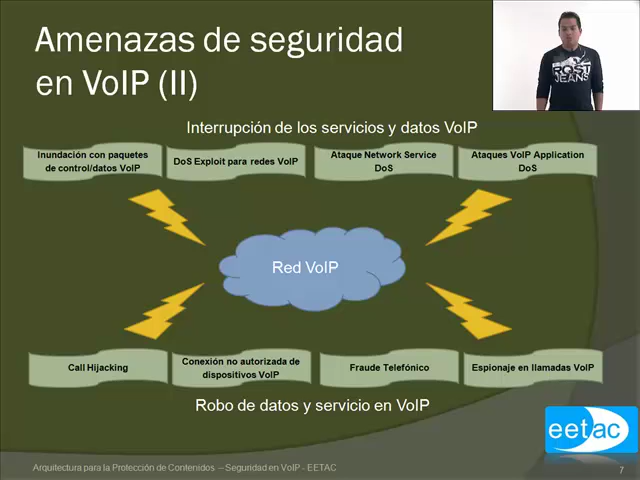 Amenazas de seguridad
en VoIP (II)
Interrupción de los servicios y datos VoIP
Inundación con paquetes
de control/datos VoIP
DoS Exploit para redes VoIP
Ataque Network Service
DoS
Ataques VoIP Application
DoS
Red VoIP
Call Hijacking
Conexión no autorizada de
dispositivos VoIP
Fraude Telefónico
Espionaje en llamadas VoIP
Robo de datos y servicio en VoIP
eetac
Arquitectura para la Protección de Contenidos – Seguridad en VoIP - EETAC
7